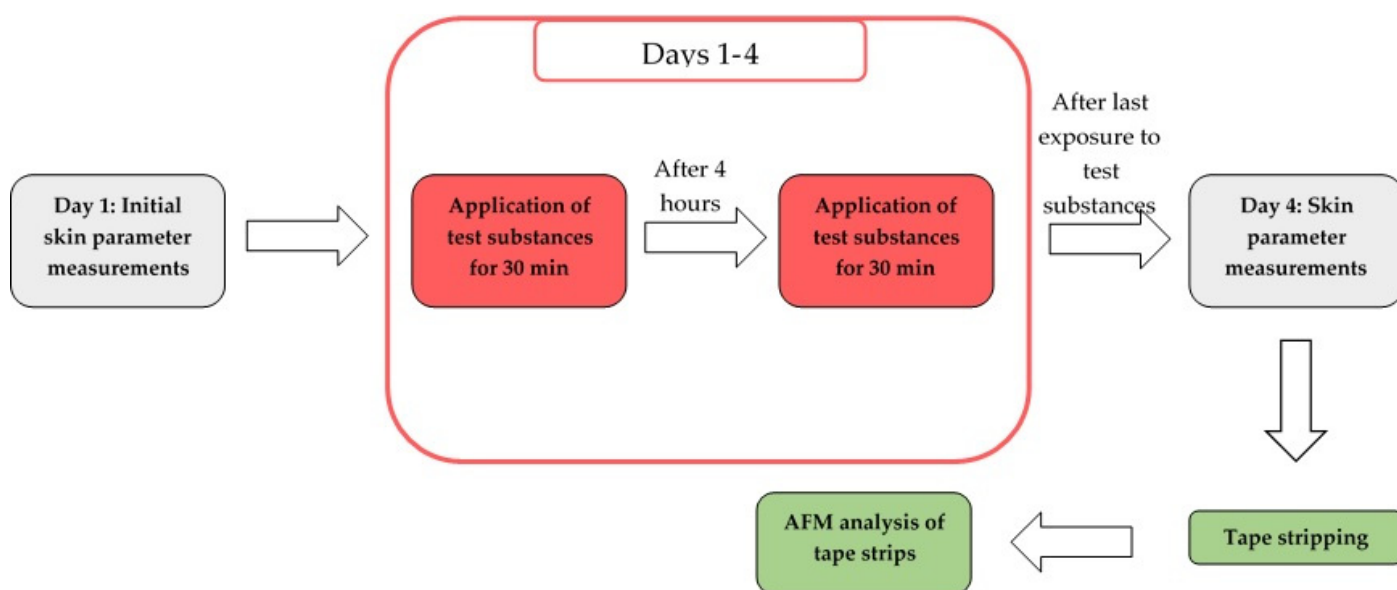 Days 1-4
Day 1: Initial
skin parameter
measurements
Application of
test substances
for 30 min
After 4
hours
Application of
test substances
for 30 min
After last
exposure to
test
substances
Day 4: Skin
parameter
measurements
Tape stripping
AFM analysis of
tape strips